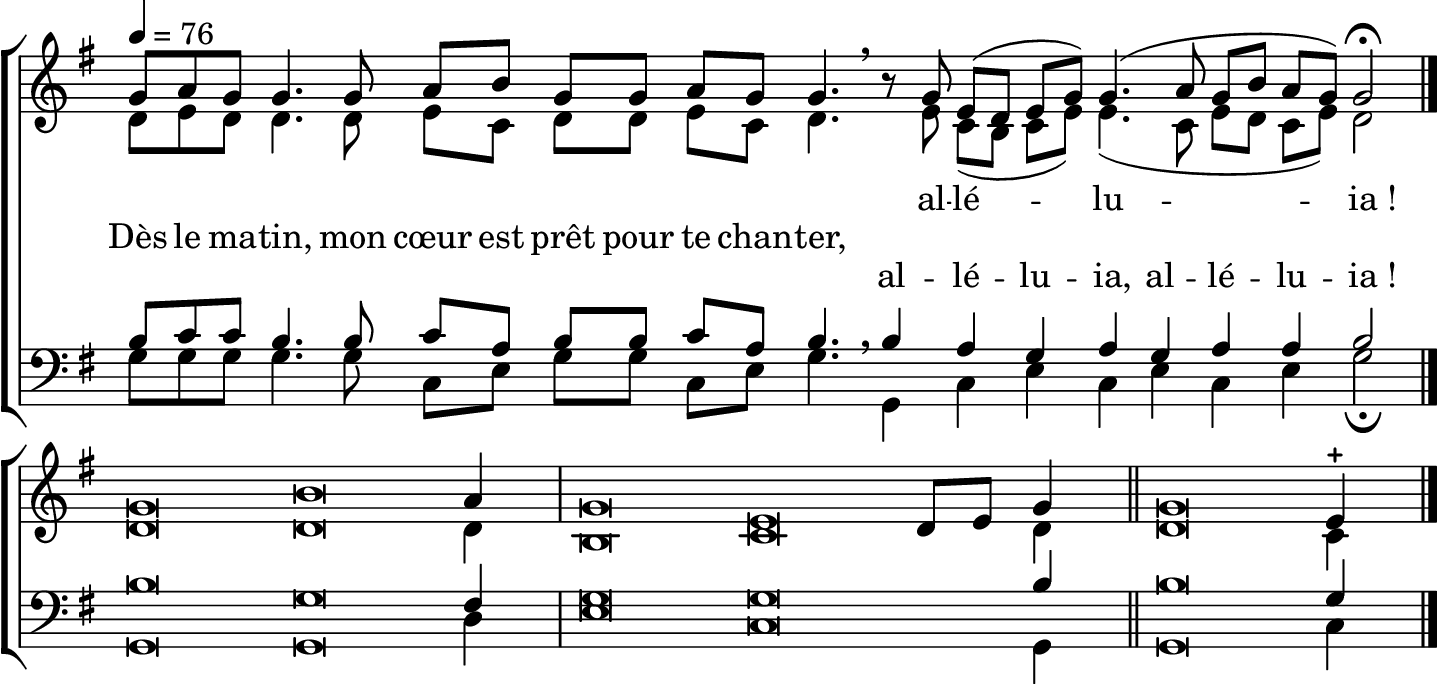 = 76
al - lé - lu - ia !
Dès le matin, mon cœur est prêt pour te chanter,
al - lé - lu - ia, al - lé - lu - ia !